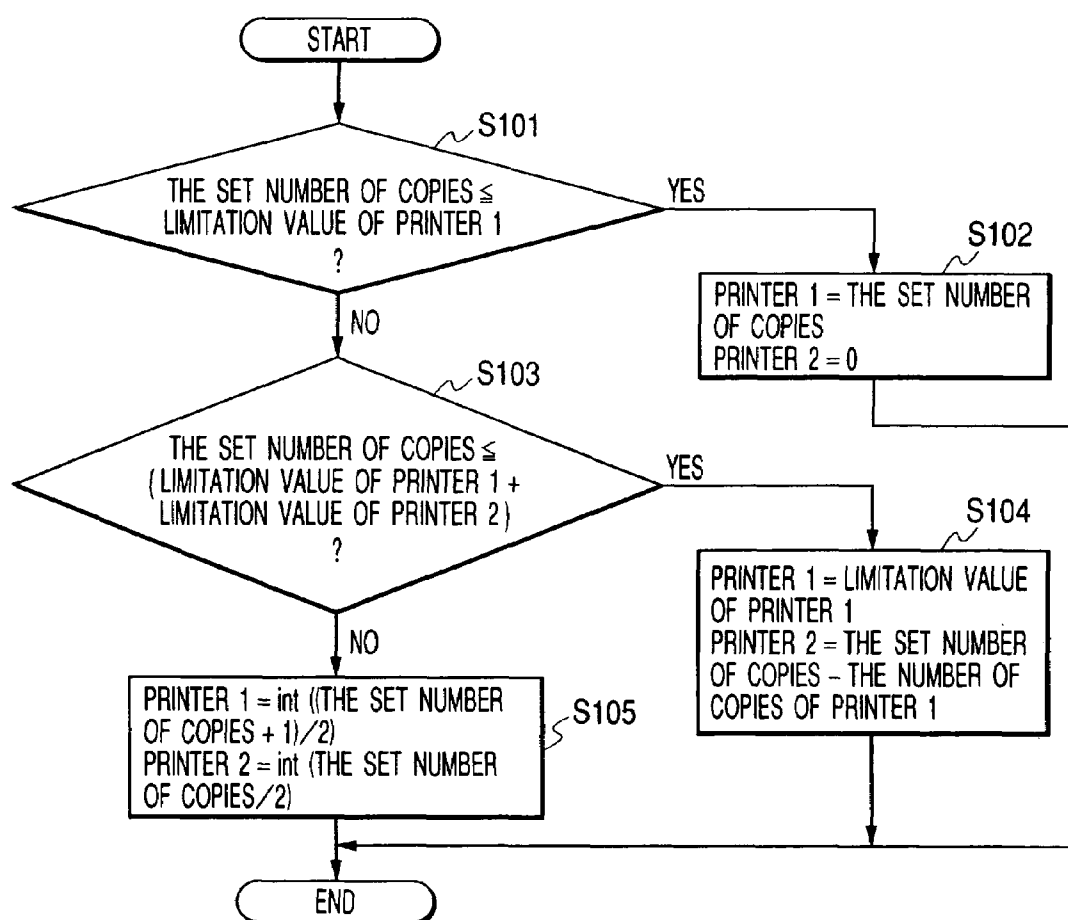 START
S101
THE SET NUMBER OF COPIES ≦
LIMITATION VALUE OF PRINTER 1
?
YES
NO
S102
PRINTER 1 = THE SET NUMBER
OF COPIES
PRINTER 2 = 0
S103
THE SET NUMBER OF COPIES ≤
(LIMITATION VALUE OF PRINTER 1 +
LIMITATION VALUE OF PRINTER 2)
?
YES
NO
S104
PRINTER 1 = LIMITATION VALUE
OF PRINTER 1
PRINTER 2 = THE SET NUMBER
OF COPIES – THE NUMBER OF
COPIES OF PRINTER 1
S105
PRINTER 1 = int ((THE SET NUMBER
OF COPIES + 1)/2)
PRINTER 2 = int (THE SET NUMBER
OF COPIES/2)
END